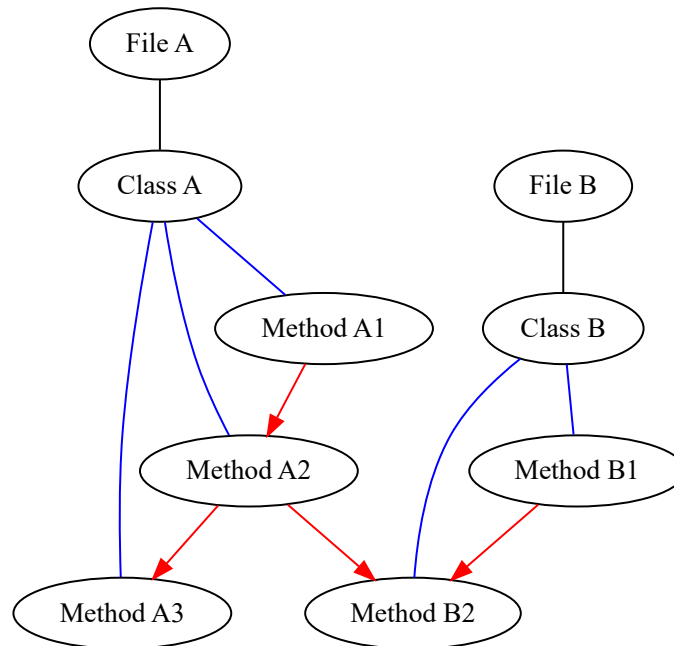 File A
Class A
File B
Method A1
Class B
Method A2
Method B1
Method A3
Method B2